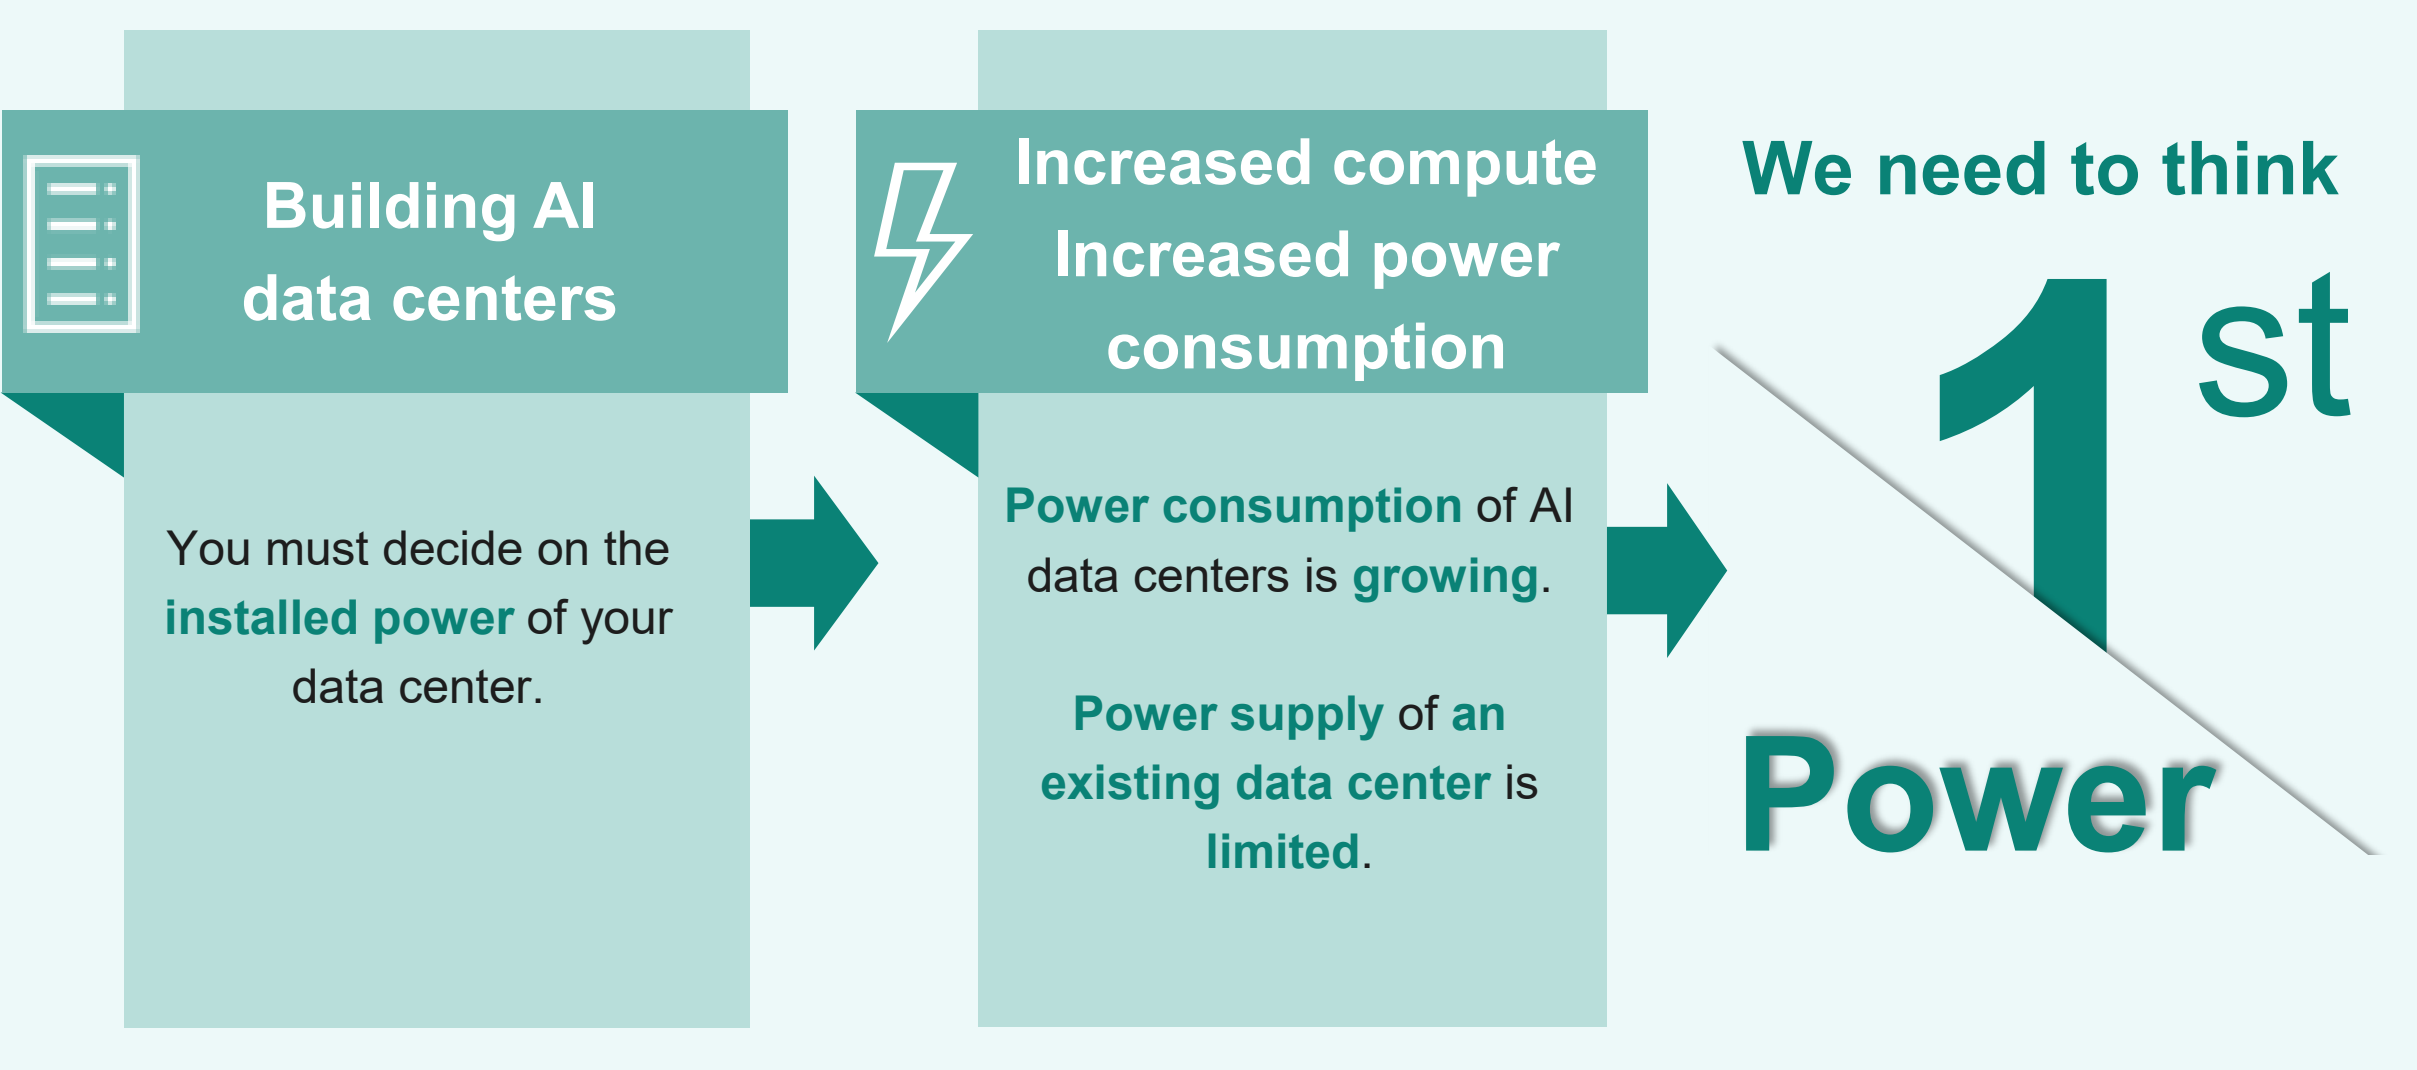 Building AI
data centers
You must decide on the
installed power of your
data center.
Increased compute
Increased power
consumption
Power consumption of AI
data centers is growing.
Power supply of an
existing data center is
limited.
We need to think
1st
Power